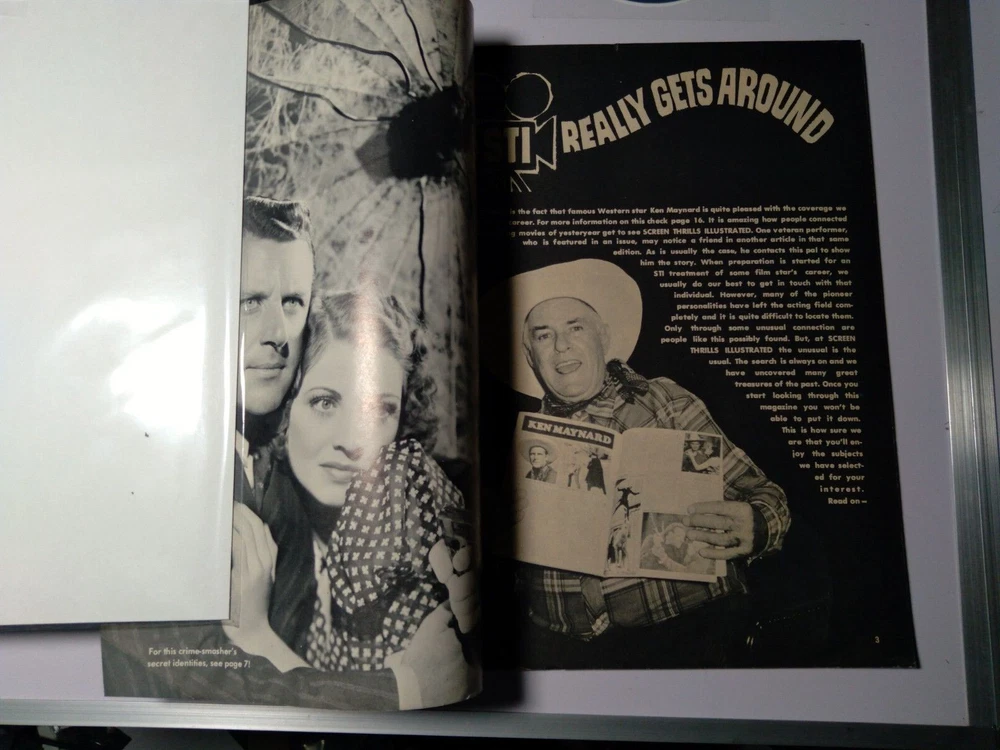 For this crime-smasher's
secret identities, see page 7!
STI REALLY GETS AROUND
the fact that famous Western star Ken Maynard is quite pleased with the coverage we
career. For more information on this check page 16. It is amazing how people connected
movies of yesteryear get to see SCREEN THRILLS ILLUSTRATED. One veteran performer,
who is featured in an issue, may notice a friend in another article in that same
edition. As is usually the case, he contacts this pal to show
him the story. When preparation is started for an
STI treatment of some film star's career, we
usually do our best to get in touch with that
individual. However, many of the pioneer
personalities have left the acting field com-
pletely and it is quite difficult to locate them.
Only through some unusual connection are
people like this possibly found. But, at SCREEN
THRILLS ILLUSTRATED the unusual is the
usual. The search is always on and we
have uncovered many great
treasures of the past. Once you
start looking through this
magazine you won't be
able to put it down.
This is how sure we
are that you'll en-
joy the subjects
we have select-
ed for your
interest.
Read on—
KEN MAYNARD
3